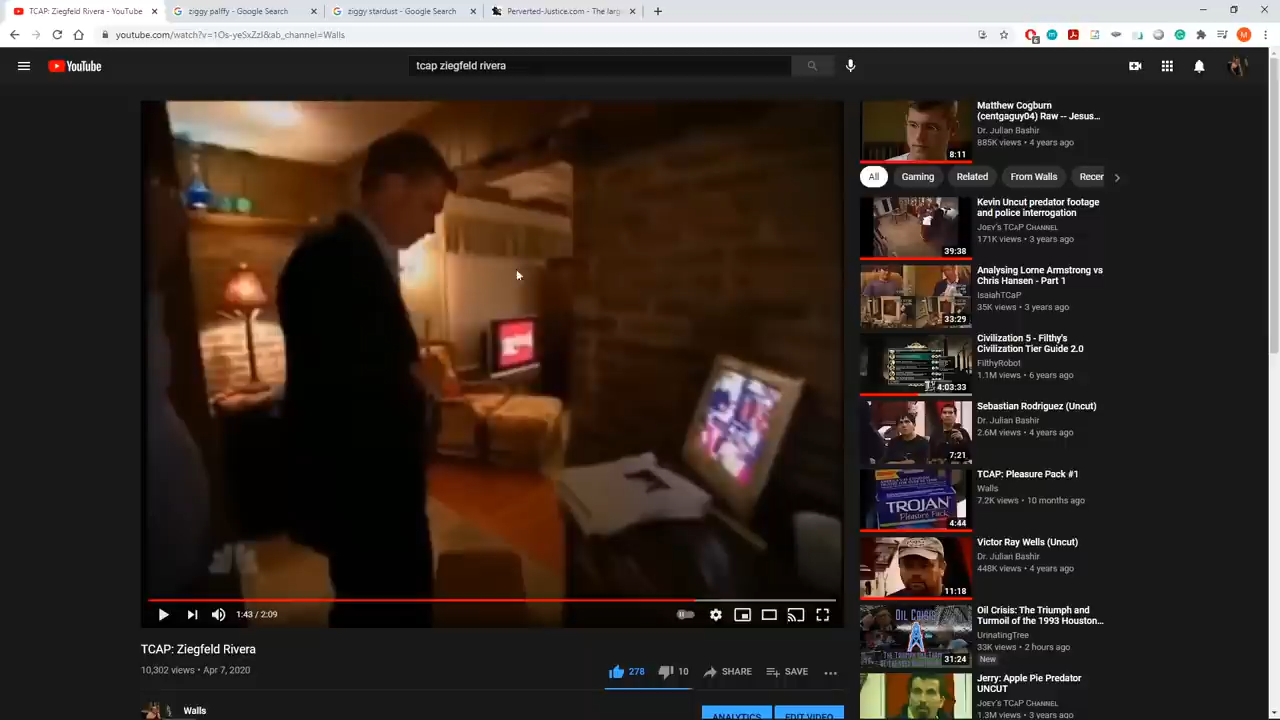 TCAP: Ziegfeld Rivera - YouTube
ziggy palffy - Google Search
ziggy stardust - Google Search
Perverted-Justice.com - The larg
youtube.com/watch?v=1Os-yeSxZzI&ab_channel=Walls
6
M
YouTube
tcap ziegfeld rivera
Matthew Cogburn
(centgaguy04) Raw -- Jesus...
Dr. Julian Bashir
885K views • 4 years ago
8:11
All
Gaming
Related
From Walls
Recer
Kevin Uncut predator footage
and police interrogation
Joey's TCaP Channel
171K views • 3 years ago
39:38
Analysing Lorne Armstrong vs
Chris Hansen - Part 1
IsaiahTCaP
35K views • 3 years ago
33:29
Civilization 5 - Filthy's
Civilization Tier Guide 2.0
FilthyRobot
1.1M views • 6 years ago
4:03:33
Sebastian Rodriguez (Uncut)
Dr. Julian Bashir
2.6M views • 4 years ago
7:21
TCAP: Pleasure Pack #1
Walls
7.2K views • 10 months ago
TROJAN
Pleasure Pack
4:44
Victor Ray Wells (Uncut)
Dr. Julian Bashir
448K views • 4 years ago
11:18
Oil Crisis: The Triumph and
Turmoil of the 1993 Houston...
UrinatingTree
33K views • 2 hours ago
New
OIL CRISIS
31:24
Jerry: Apple Pie Predator
UNCUT
Joey's TCaP Channel
1.3M views • 3 years ago
1:43 / 2:09
TCAP: Ziegfeld Rivera
10,302 views • Apr 7, 2020
278
10
SHARE
SAVE
Walls
ANALYTICS
EDIT VIDEO